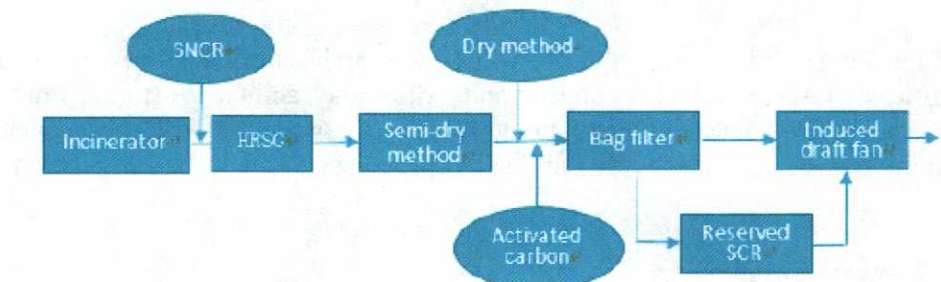 SNCR
Dry method
Incinerator
HRSG
Semi-dry
method
Bag filter
Induced
draft fan
Activated
carbon
Reserved
SCR